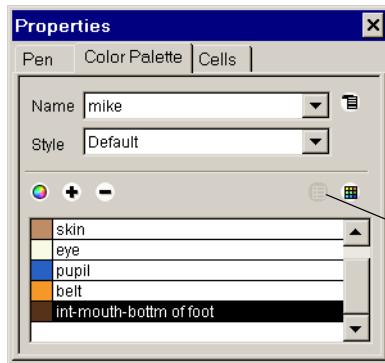 Properties
Pen Color Palette Cells
Name mike
Style Default
skin
eye
pupil
belt
int-mouth-bottm of foot